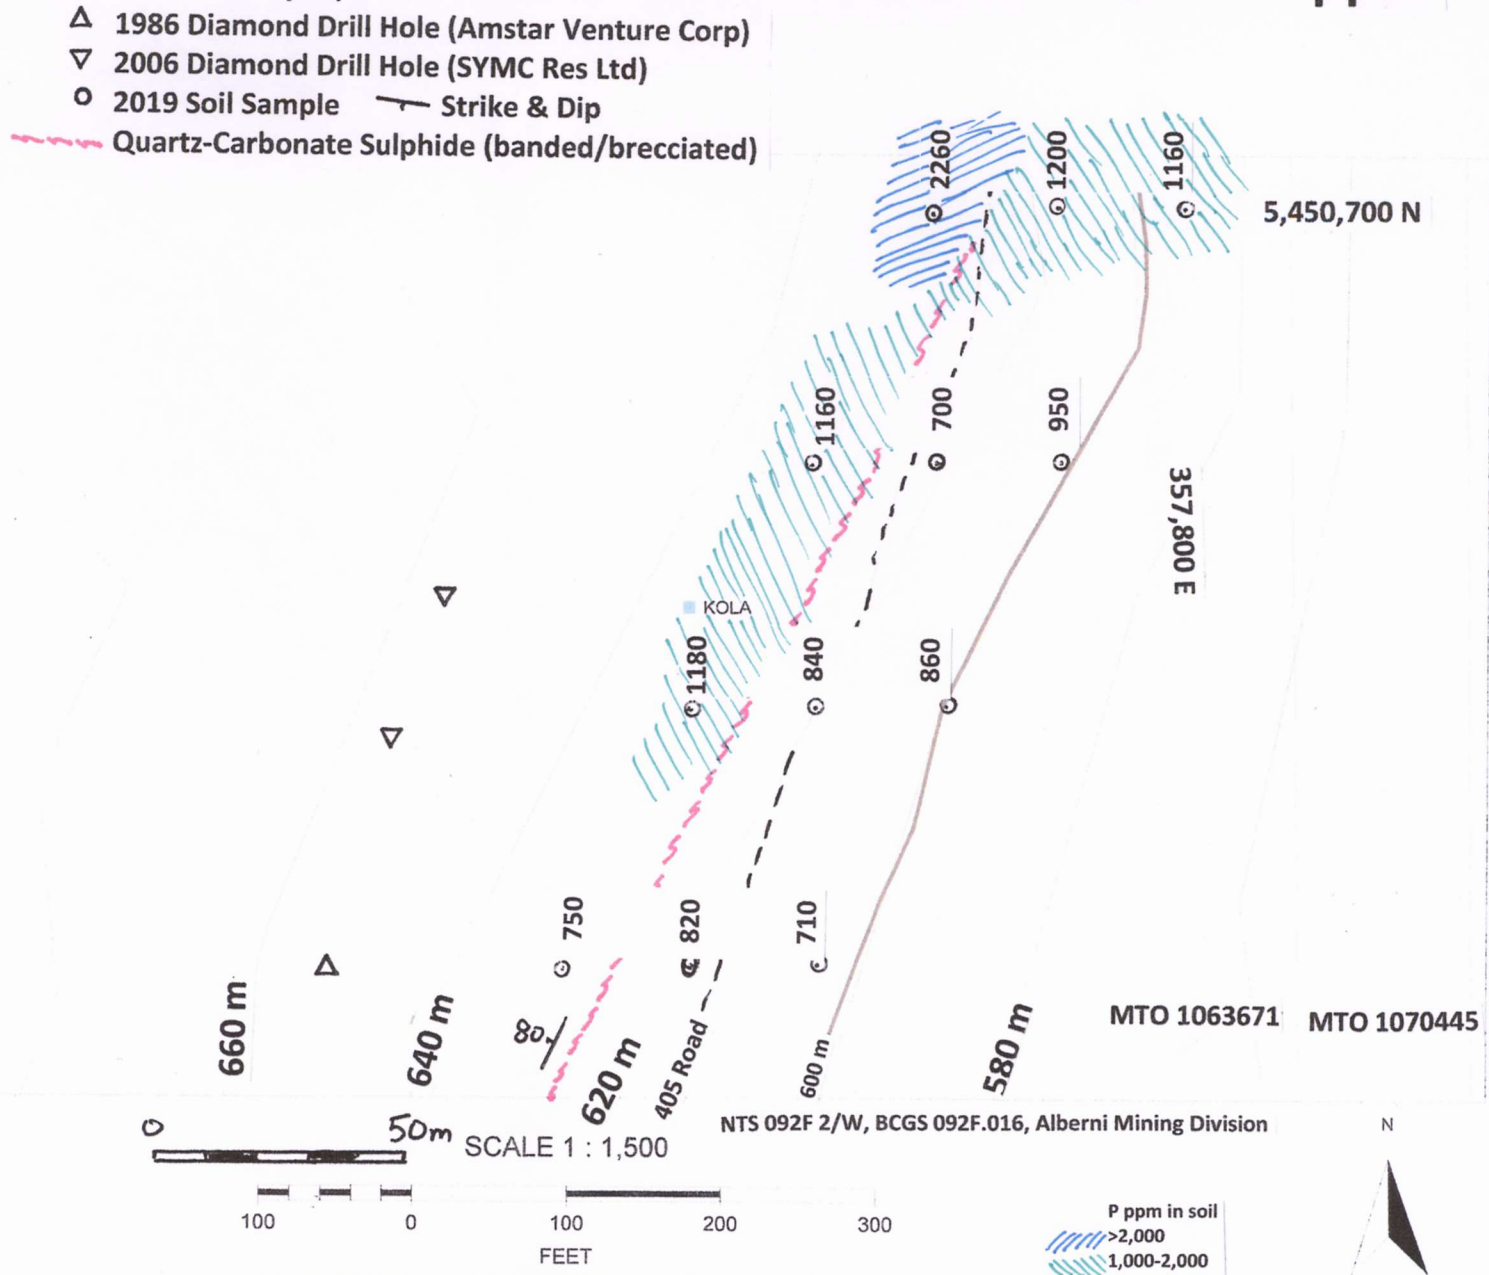 1986 Diamond Drill Hole (Amstar Venture Corp)
2006 Diamond Drill Hole (SYMC Res Ltd)
2019 Soil Sample Strike & Dip
Quartz-Carbonate Sulphide (banded/brecciated)
2260 1200 1160
5,450,700 N
1160 700 950
357,800 E
KOLA
1180 840 860
750 820 710
660 m 640 m 80 620 m 405 Road 600 m 580 m
MTO 1063671 MTO 1070445
NTS 092F 2/W, BCGS 092F.016, Alberni Mining Division
0 50m SCALE 1 : 1,500
N
100 0 100 200 300
FEET
P ppm in soil
>2,000
1,000-2,000